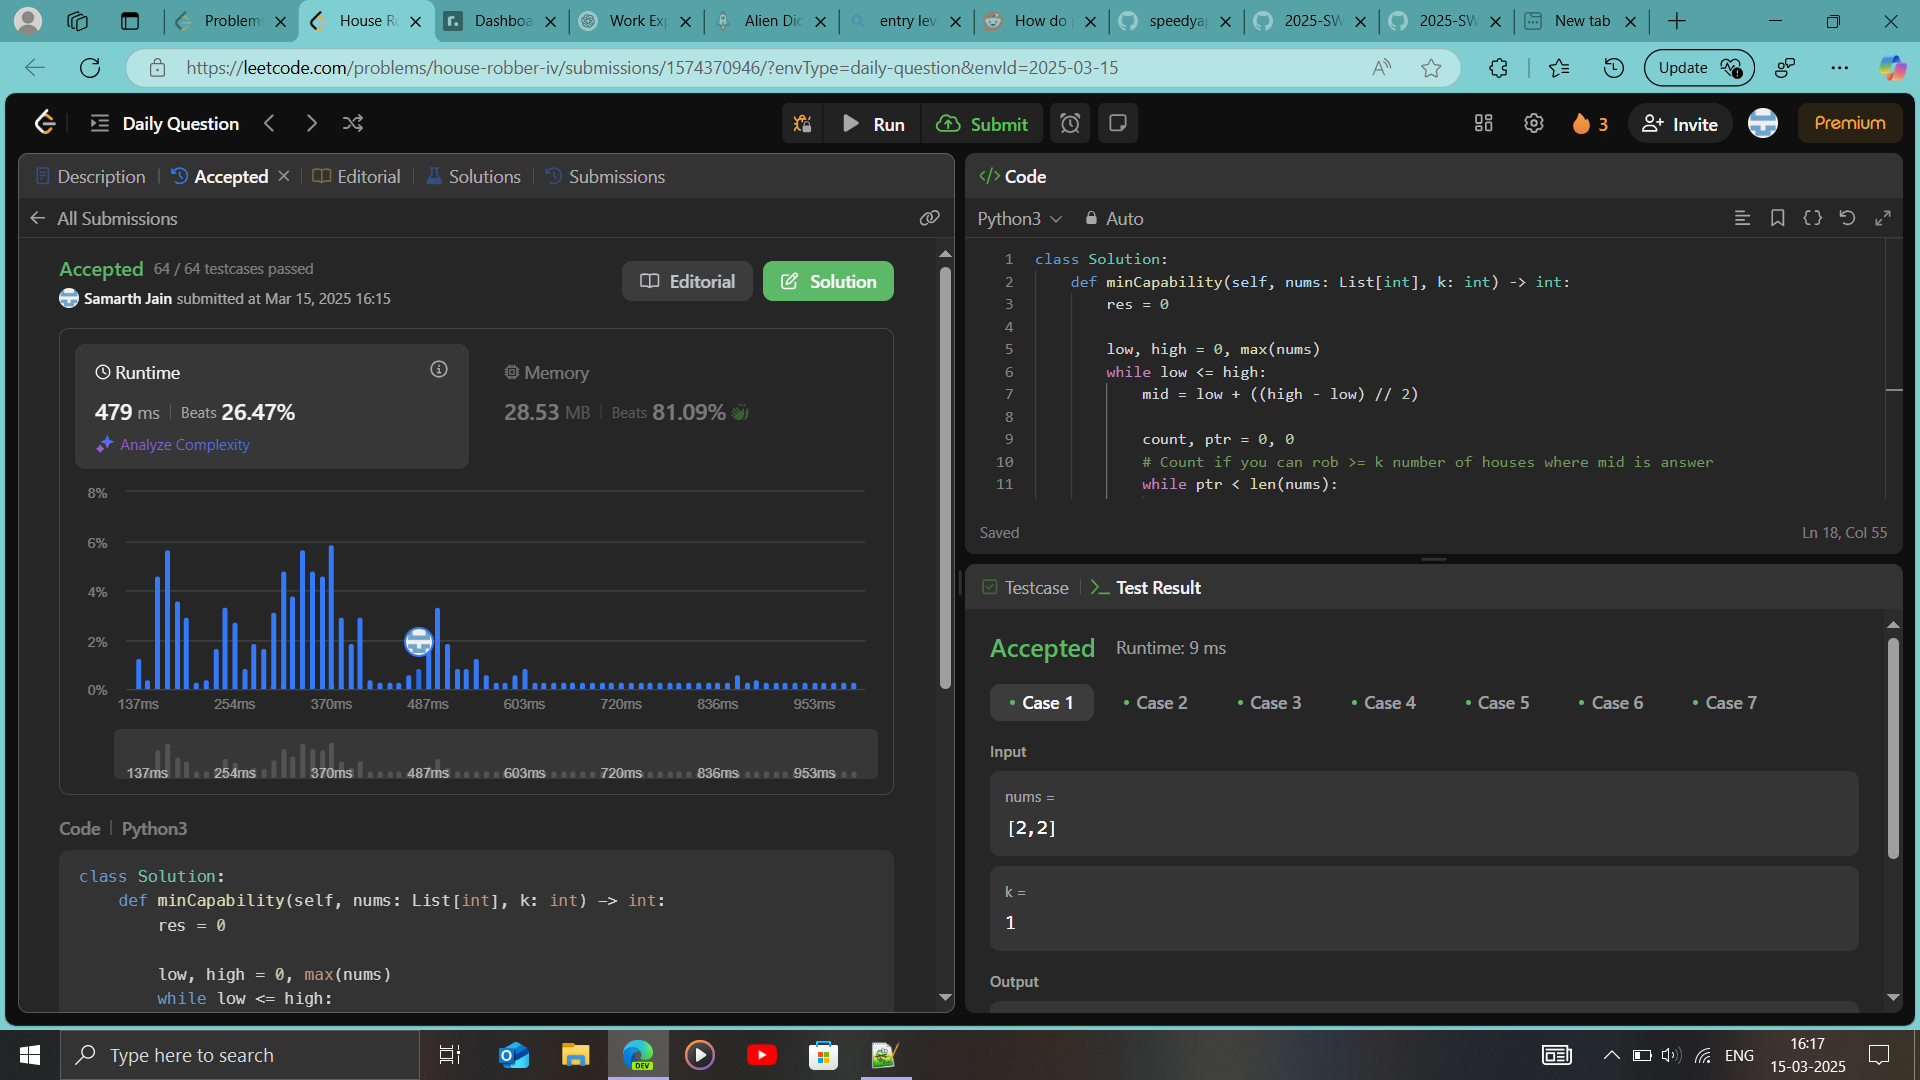 Problems
House Ro
Dashboa
Work Exp
Alien Dic
entry leve
How do
speedya
2025-SW
2025-SW
New tab
https://leetcode.com/problems/house-robber-iv/submissions/1574370946/?envType=daily-question&envId=2025-03-15
Update
Daily Question
Run
Submit
3
Invite
Premium
Description
Accepted
Editorial
Solutions
Submissions
All Submissions
Accepted 64 / 64 testcases passed
Samarth Jain submitted at Mar 15, 2025 16:15
Editorial
Solution
Runtime
479 ms | Beats 26.47%
Analyze Complexity
Memory
28.53 MB | Beats 81.09%
8%
6%
4%
2%
0%
137ms 254ms 370ms 487ms 603ms 720ms 836ms 953ms
137ms 254ms 370ms 487ms 603ms 720ms 836ms 953ms
Code | Python3
class Solution:
def minCapability(self, nums: List[int], k: int) -> int:
res = 0
low, high = 0, max(nums)
while low <= high:
</> Code
Python3
Auto
1 class Solution:
2 def minCapability(self, nums: List[int], k: int) -> int:
3 res = 0
4
5 low, high = 0, max(nums)
6 while low <= high:
7 mid = low + ((high - low) // 2)
8
9 count, ptr = 0, 0
10 # Count if you can rob >= k number of houses where mid is answer
11 while ptr < len(nums):
Saved
Ln 18, Col 55
Testcase
Test Result
Accepted Runtime: 9 ms
Case 1
Case 2
Case 3
Case 4
Case 5
Case 6
Case 7
Input
nums =
[2,2]
k =
1
Output
Type here to search
DEV
ENG
16:17
15-03-2025